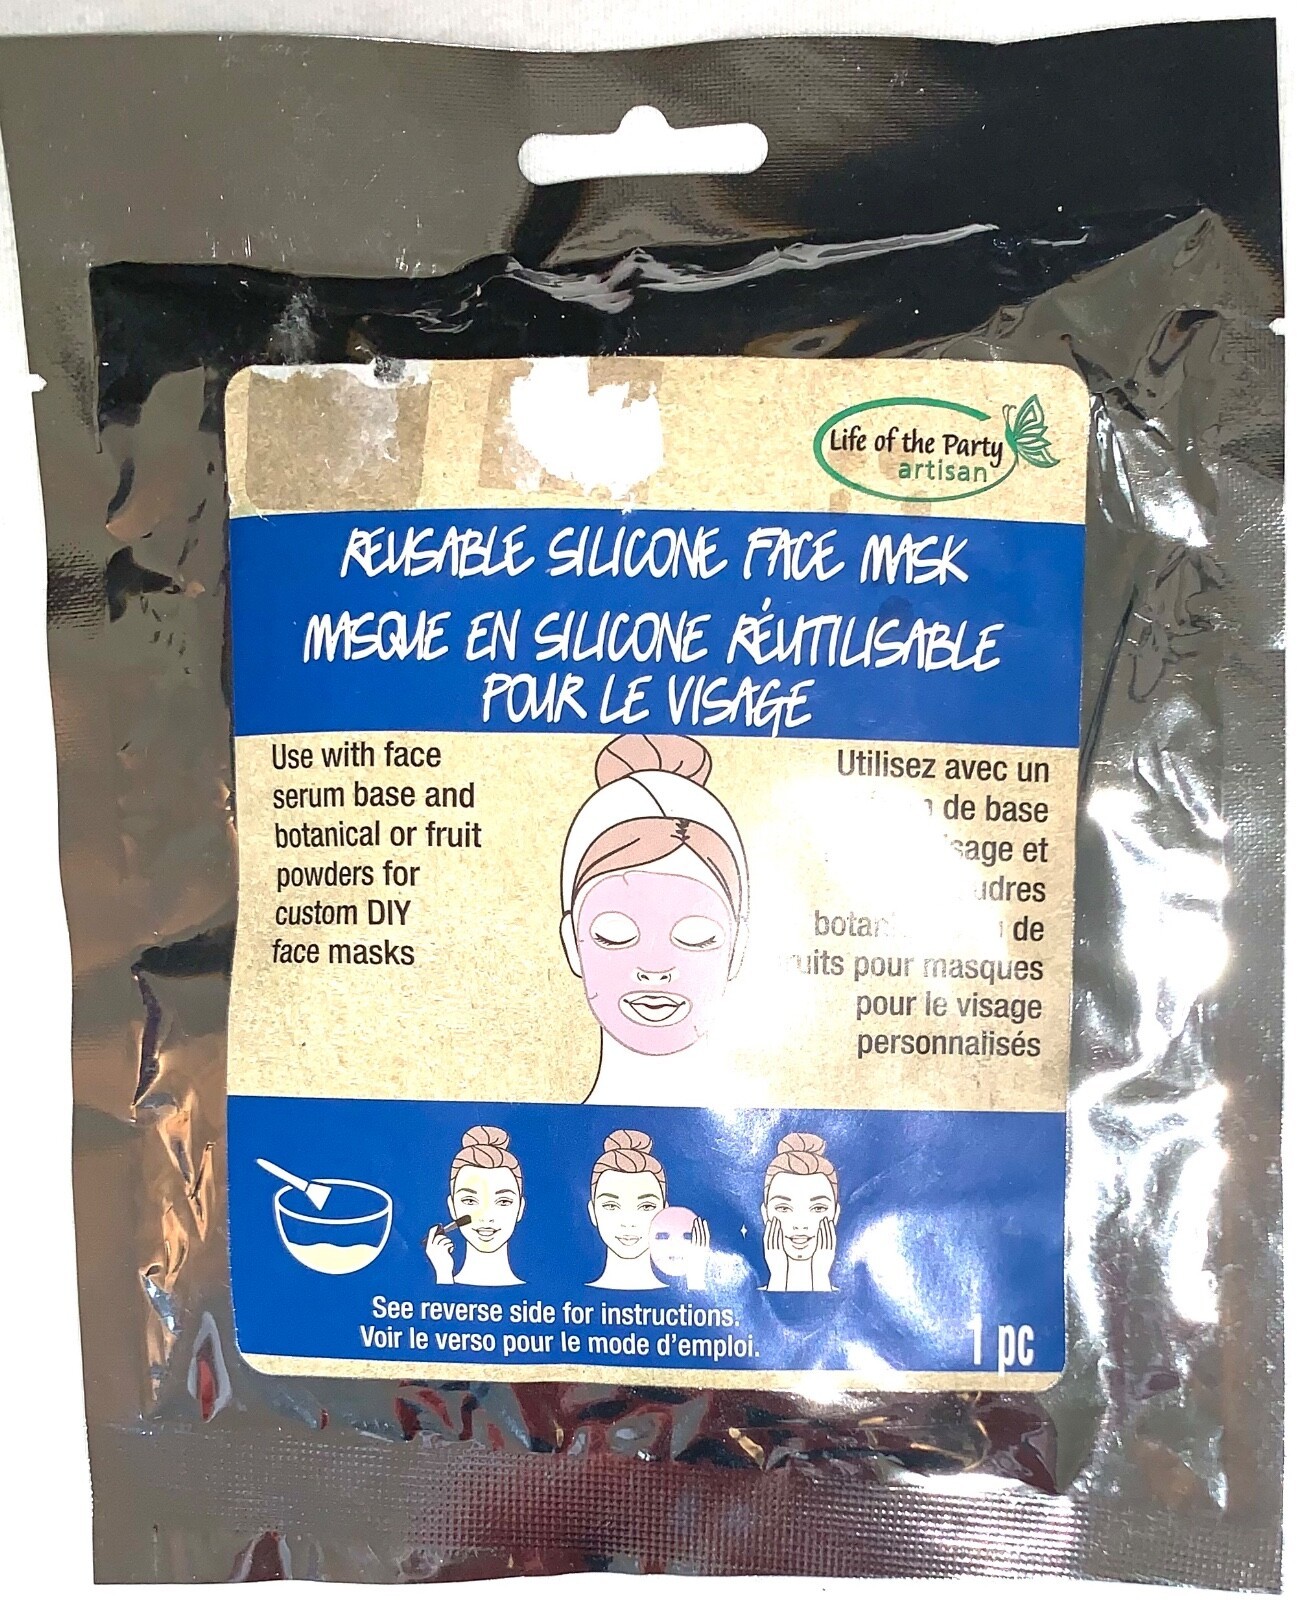 Life of the Party
artisan
REUSABLE SILICONE FACE MASK
MASQUE EN SILICONE RÉUTILISABLE
POUR LE VISAGE
Use with face
serum base and
botanical or fruit
powders for
custom DIY
face masks
Utilisez avec un
de base
et
de
pour masques
pour le visage
personnalisés
See reverse side for instructions.
Voir le verso pour le mode d'emploi.
1 pc